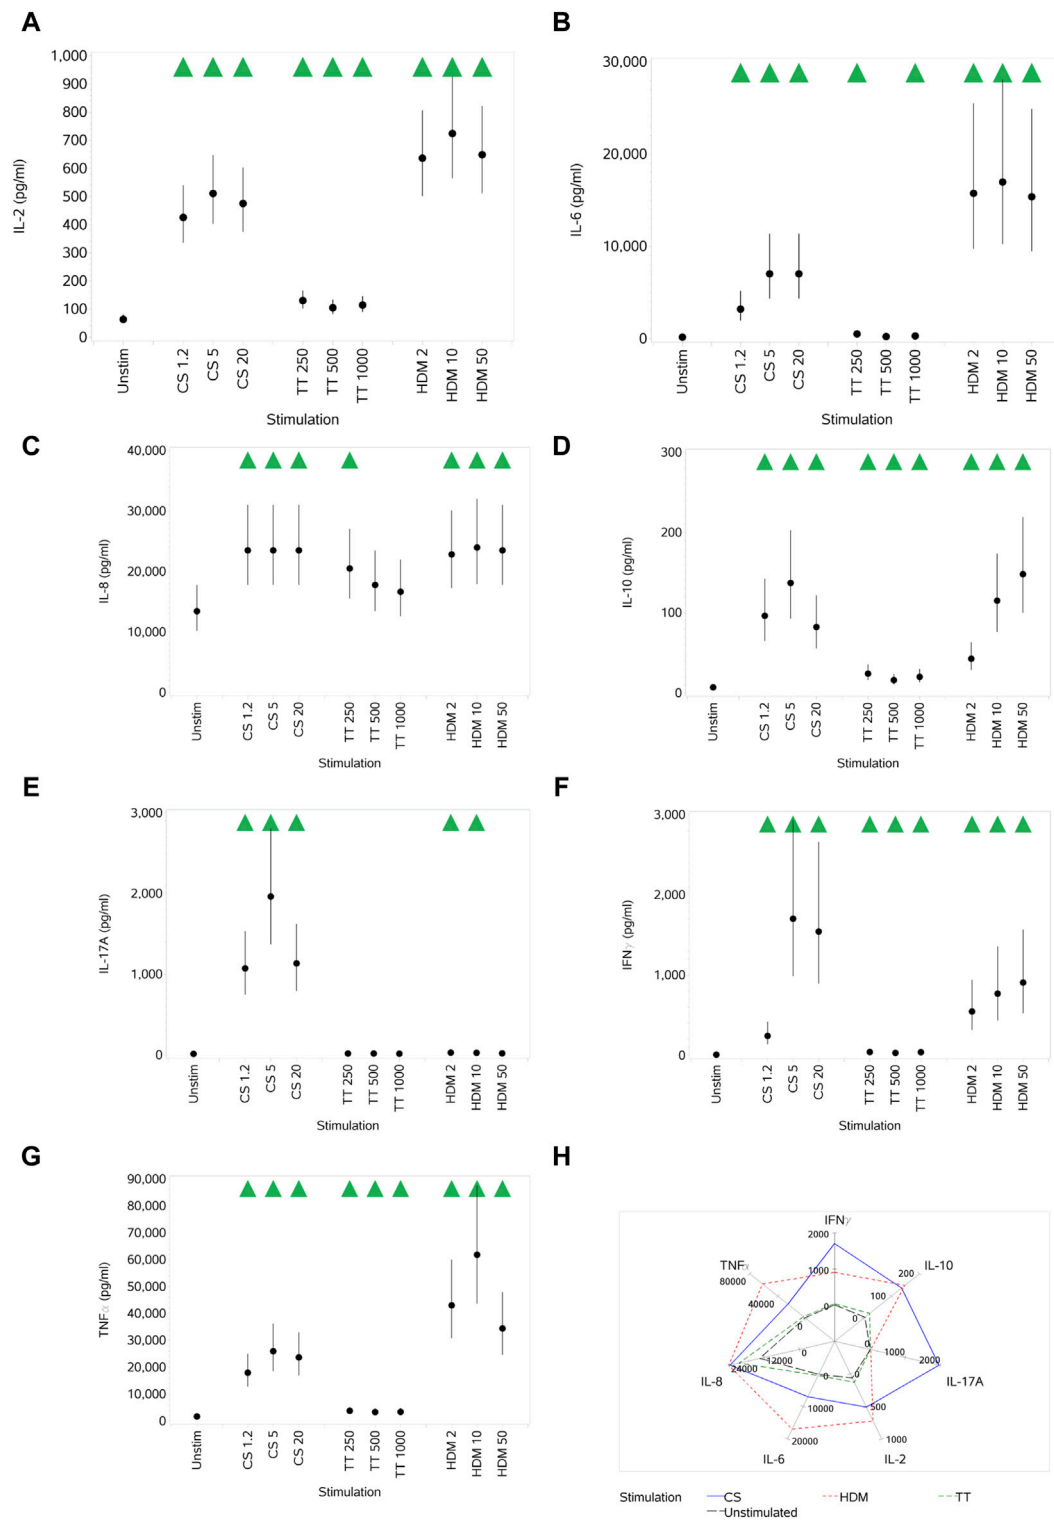 A
1,000
900
800
700
600
500
400
300
200
100
0
IL-2 (pg/ml)
Unstim
CS 1.2
CS 5
CS 20
TT 250
TT 500
TT 1000
HDM 2
HDM 10
HDM 50
Stimulation
B
30,000
20,000
10,000
0
IL-6 (pg/ml)
Unstim
CS 1.2
CS 5
CS 20
TT 250
TT 500
TT 1000
HDM 2
HDM 10
HDM 50
Stimulation
C
40,000
30,000
20,000
10,000
0
IL-8 (pg/ml)
Unstim
CS 1.2
CS 5
CS 20
TT 250
TT 500
TT 1000
HDM 2
HDM 10
HDM 50
Stimulation
D
300
200
100
0
IL-10 (pg/ml)
Unstim
CS 1.2
CS 5
CS 20
TT 250
TT 500
TT 1000
HDM 2
HDM 10
HDM 50
Stimulation
E
3,000
2,000
1,000
0
IL-17A (pg/ml)
Unstim
CS 1.2
CS 5
CS 20
TT 250
TT 500
TT 1000
HDM 2
HDM 10
HDM 50
Stimulation
F
3,000
2,000
1,000
0
IFNγ (pg/ml)
Unstim
CS 1.2
CS 5
CS 20
TT 250
TT 500
TT 1000
HDM 2
HDM 10
HDM 50
Stimulation
G
90,000
80,000
70,000
60,000
50,000
40,000
30,000
20,000
10,000
0
TNFα (pg/ml)
Unstim
CS 1.2
CS 5
CS 20
TT 250
TT 500
TT 1000
HDM 2
HDM 10
HDM 50
Stimulation
H
IFNγ
2000
1000
0
TNFα
80000
40000
0
IL-10
200
100
0
IL-8
24000
12000
0
IL-17A
2000
1000
0
IL-6
20000
10000
0
IL-2
1000
500
0
Stimulation CS HDM TT
Unstimulated